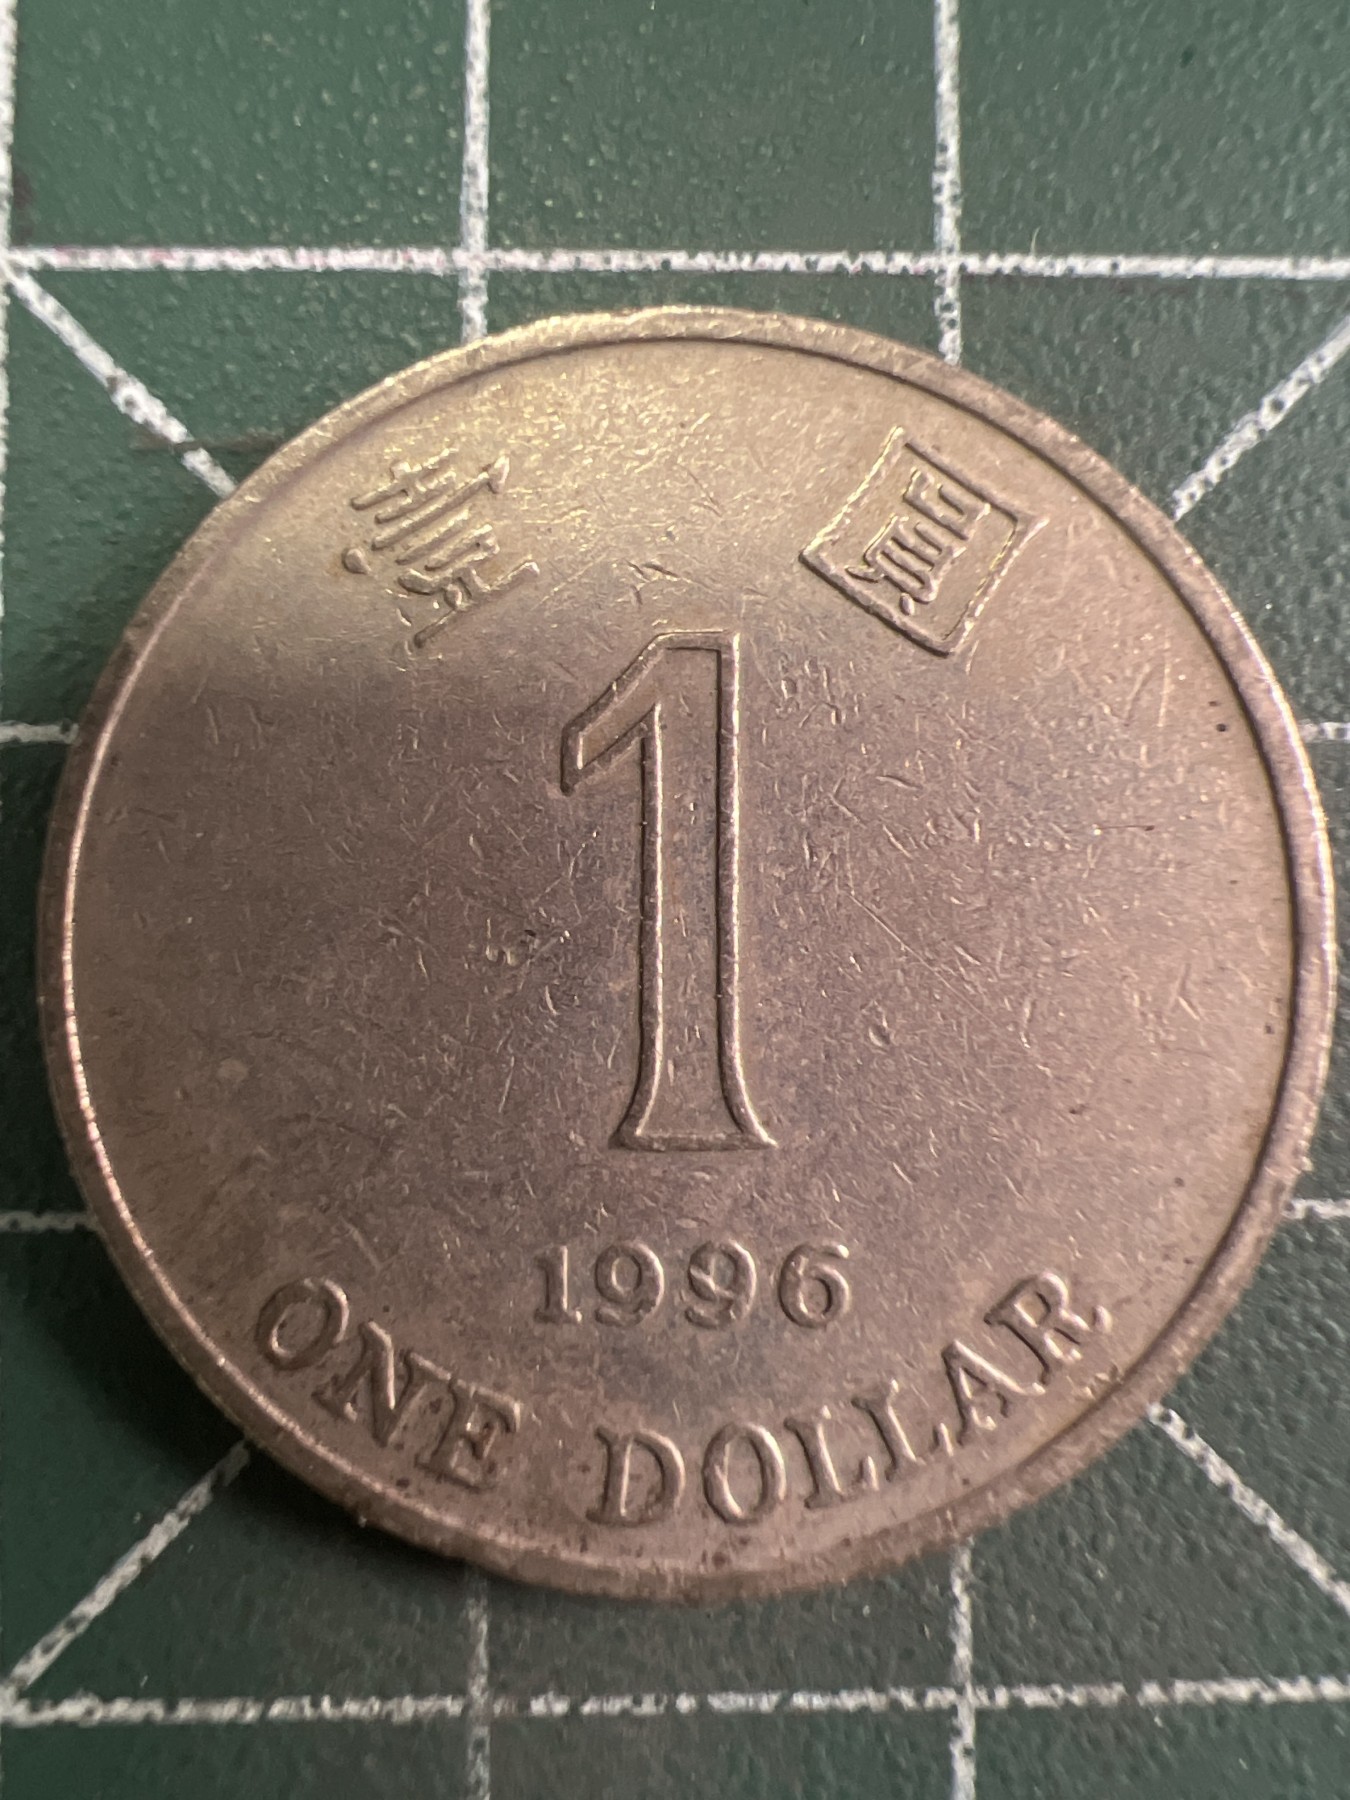 壹 圓
1
1996
ONE DOLLAR